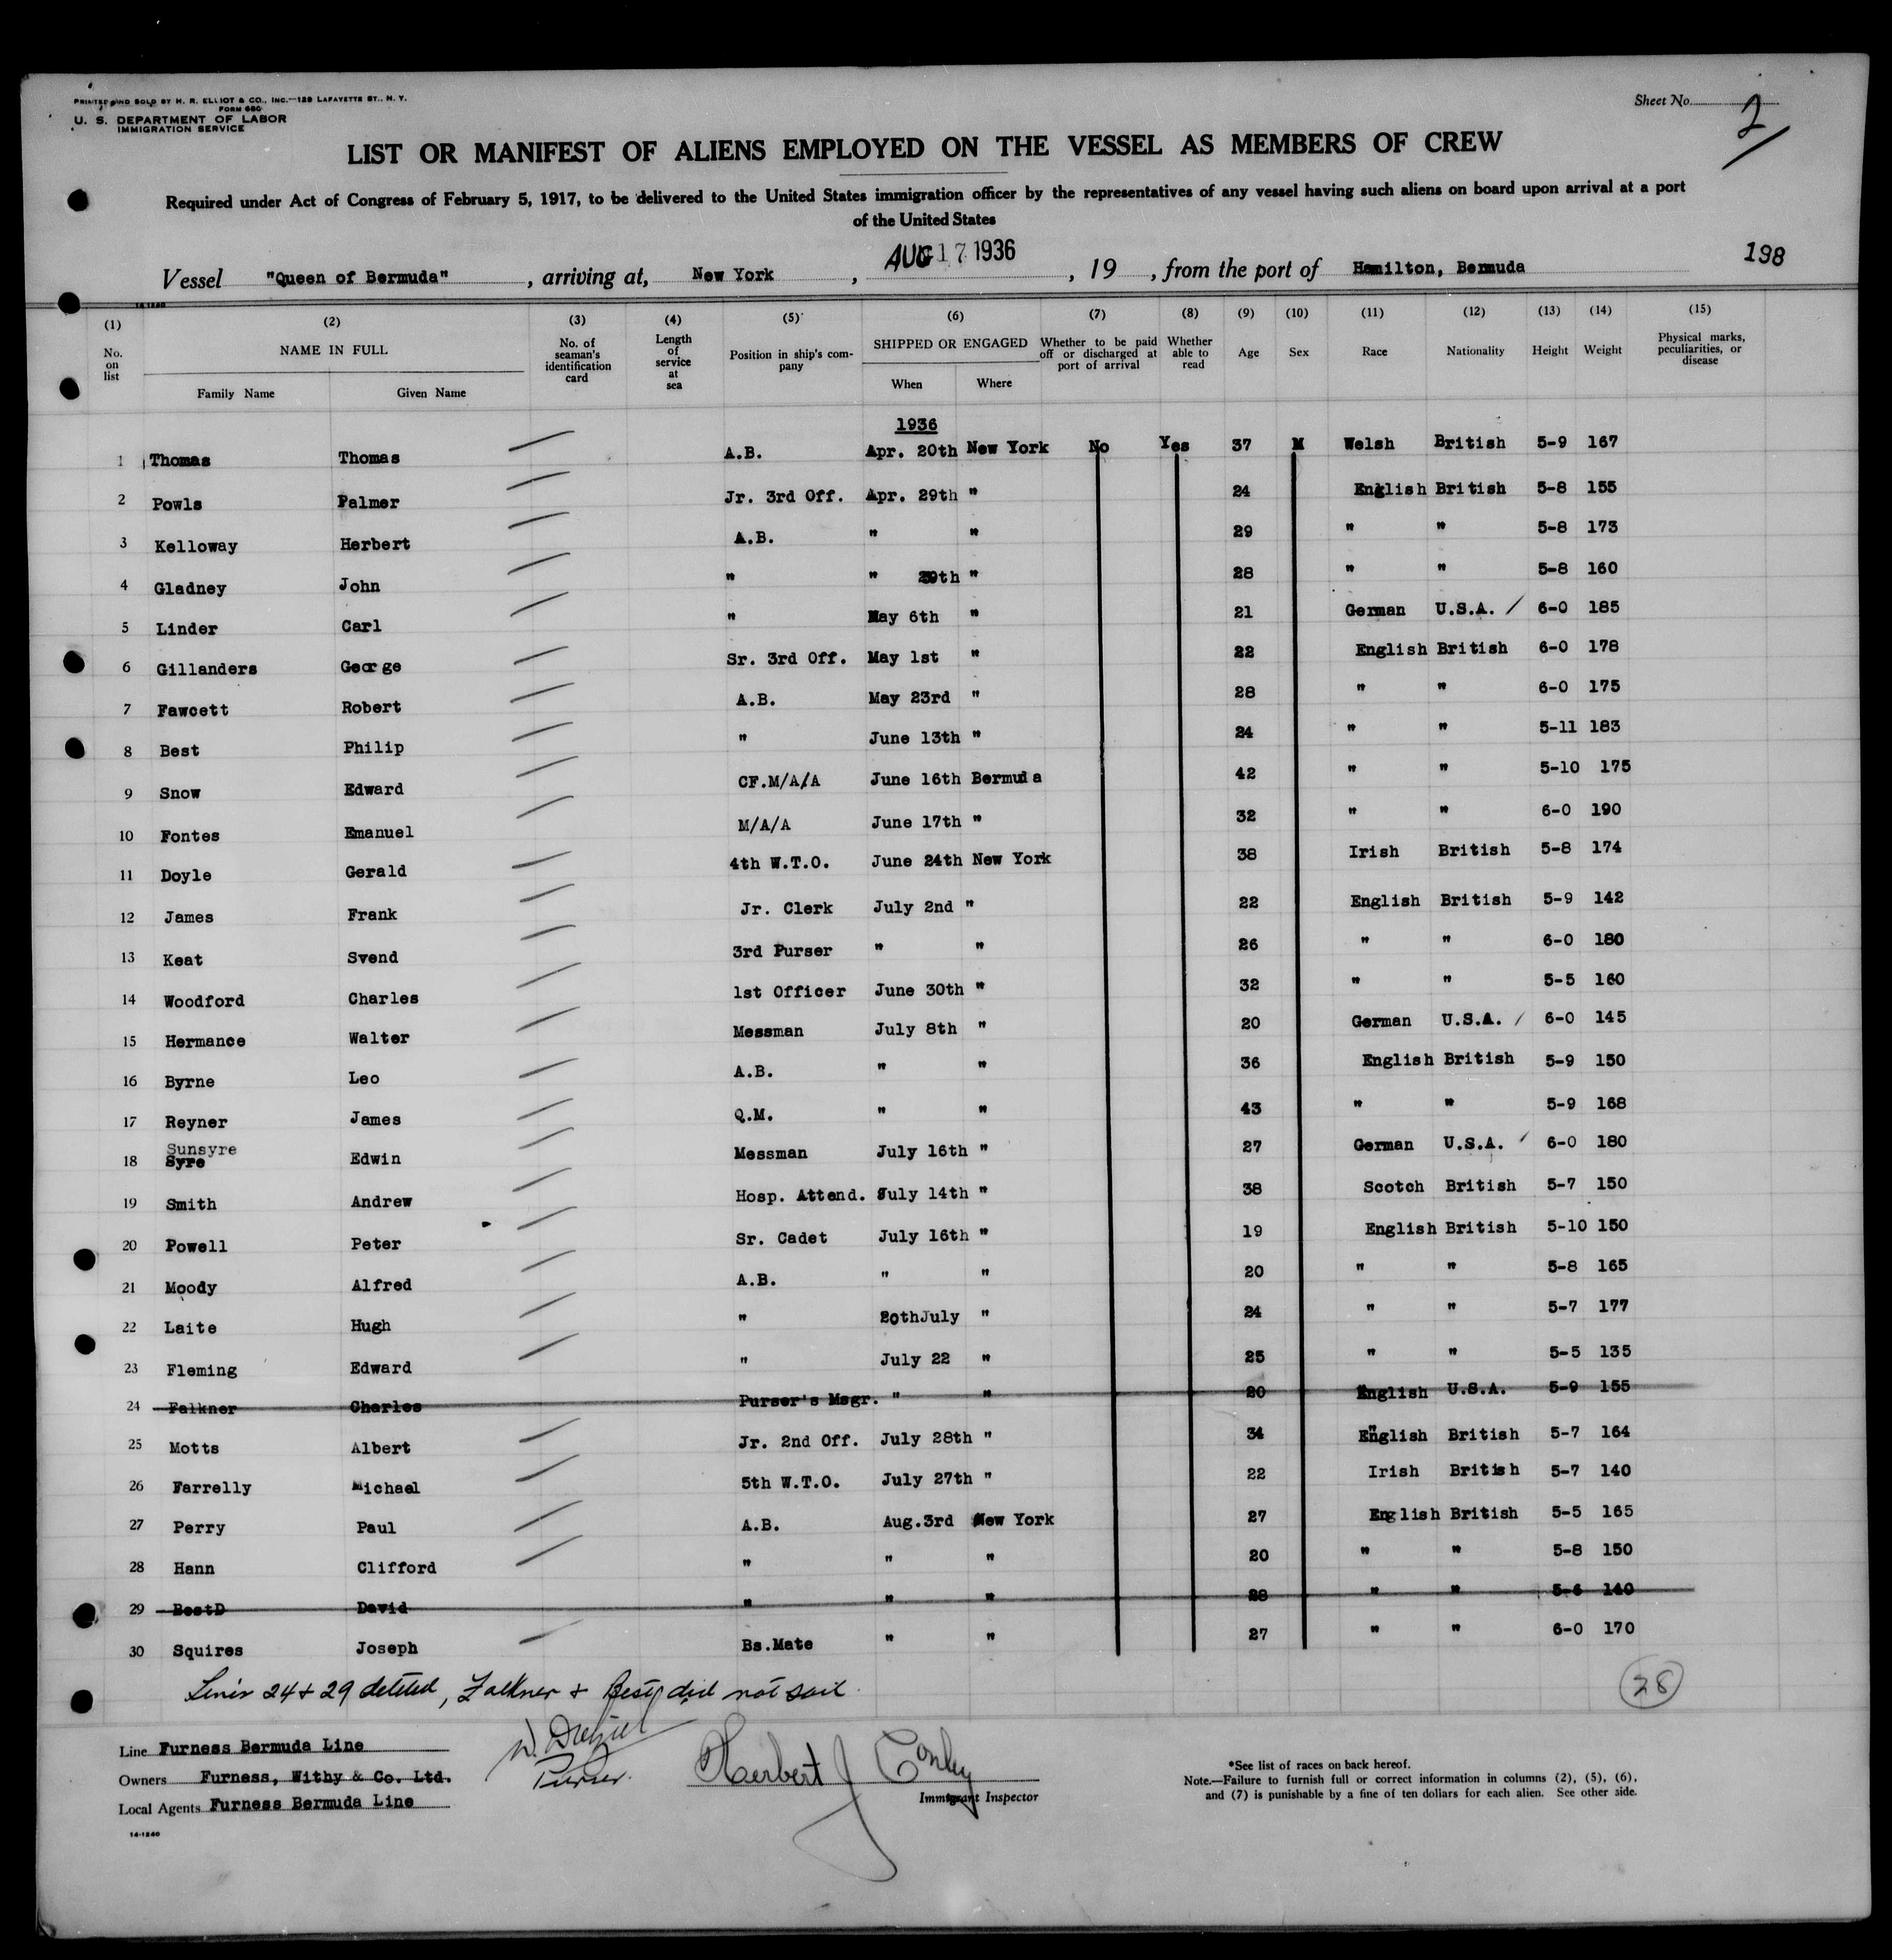 PRINTED AND SOLD BY H. R. ELLIOT & CO., INC.—129 LAFAYETTE ST., N. Y.
FORM 680
U. S. DEPARTMENT OF LABOR
IMMIGRATION SERVICE
Sheet No. 2
LIST OR MANIFEST OF ALIENS EMPLOYED ON THE VESSEL AS MEMBERS OF CREW
Required under Act of Congress of February 5, 1917, to be delivered to the United States immigration officer by the representatives of any vessel having such aliens on board upon arrival at a port
of the United States
198
Vessel "Queen of Bermuda", arriving at, New York, AUG 17 1936, 19, from the port of Hamilton, Bermuda
14-1240
(1) (2) (3) (4) (5) (6) (7) (8) (9) (10) (11) (12) (13) (14) (15)
No. on list NAME IN FULL Family Name Given Name No. of seaman's identification card Length of service at sea Position in ship's company SHIPPED OR ENGAGED When Where Whether to be paid off or discharged at port of arrival Whether able to read Age Sex Race Nationality Height Weight Physical marks, peculiarities, or disease
1936
1 Thomas Thomas A.B. Apr. 20th New York No Yes 37 M Welsh British 5-9 167
2 Powls Palmer Jr. 3rd Off. Apr. 29th " 24 English British 5-8 155
3 Kelloway Herbert A.B. " " 29 " " 5-8 173
4 Gladney John " " th " 28 " " 5-8 160
5 Linder Carl " May 6th " 21 German U.S.A. 6-0 185
6 Gillanders George Sr. 3rd Off. May 1st " 22 English British 6-0 178
7 Fawcett Robert A.B. May 23rd " 28 " " 6-0 175
8 Best Philip " June 13th " 24 " " 5-11 183
9 Snow Edward CF.M/A/A June 16th Bermuda 42 " " 5-10 175
10 Fontes Emanuel M/A/A June 17th " 32 " " 6-0 190
11 Doyle Gerald 4th W.T.O. June 24th New York 38 Irish British 5-8 174
12 James Frank Jr. Clerk July 2nd " 22 English British 5-9 142
13 Keat Svend 3rd Purser " " 26 " " 6-0 180
14 Woodford Charles 1st Officer June 30th " 32 " " 5-5 160
15 Hermance Walter Messman July 8th " 20 German U.S.A. 6-0 145
16 Byrne Leo A.B. " " 36 English British 5-9 150
17 Reyner James Q.M. " " 43 " " 5-9 168
Sunsyre
18 Syre Edwin Messman July 16th " 27 German U.S.A. 6-0 180
19 Smith Andrew Hosp. Attend. July 14th " 38 Scotch British 5-7 150
20 Powell Peter Sr. Cadet July 16th " 19 English British 5-10 150
21 Moody Alfred A.B. " " 20 " " 5-8 165
22 Laite Hugh " 20thJuly " 24 " " 5-7 177
23 Fleming Edward " July 22 " 25 " " 5-5 135
24 Falkner Charles Purser's Msgr. " " 20 English U.S.A. 5-9 155
25 Motts Albert Jr. 2nd Off. July 28th " 34 English British 5-7 164
26 Farrelly Michael 5th W.T.O. July 27th " 22 Irish British 5-7 140
27 Perry Paul A.B. Aug.3rd New York 27 English British 5-5 165
28 Hann Clifford " " " 20 " " 5-8 150
29 BestD David " " " 28 " " 5-6 140
30 Squires Joseph Bs.Mate " " 27 " " 6-0 170
Lines 24 & 29 deleted, Falkner & Best did not sail.
28
Line Furness Bermuda Line
Owners Furness, Withy & Co. Ltd.
Local Agents Furness Bermuda Line
14-1240
Purser.
Herbert J Conley
Immigrant Inspector
*See list of races on back hereof.
Note.—Failure to furnish full or correct information in columns (2), (5), (6),
and (7) is punishable by a fine of ten dollars for each alien. See other side.